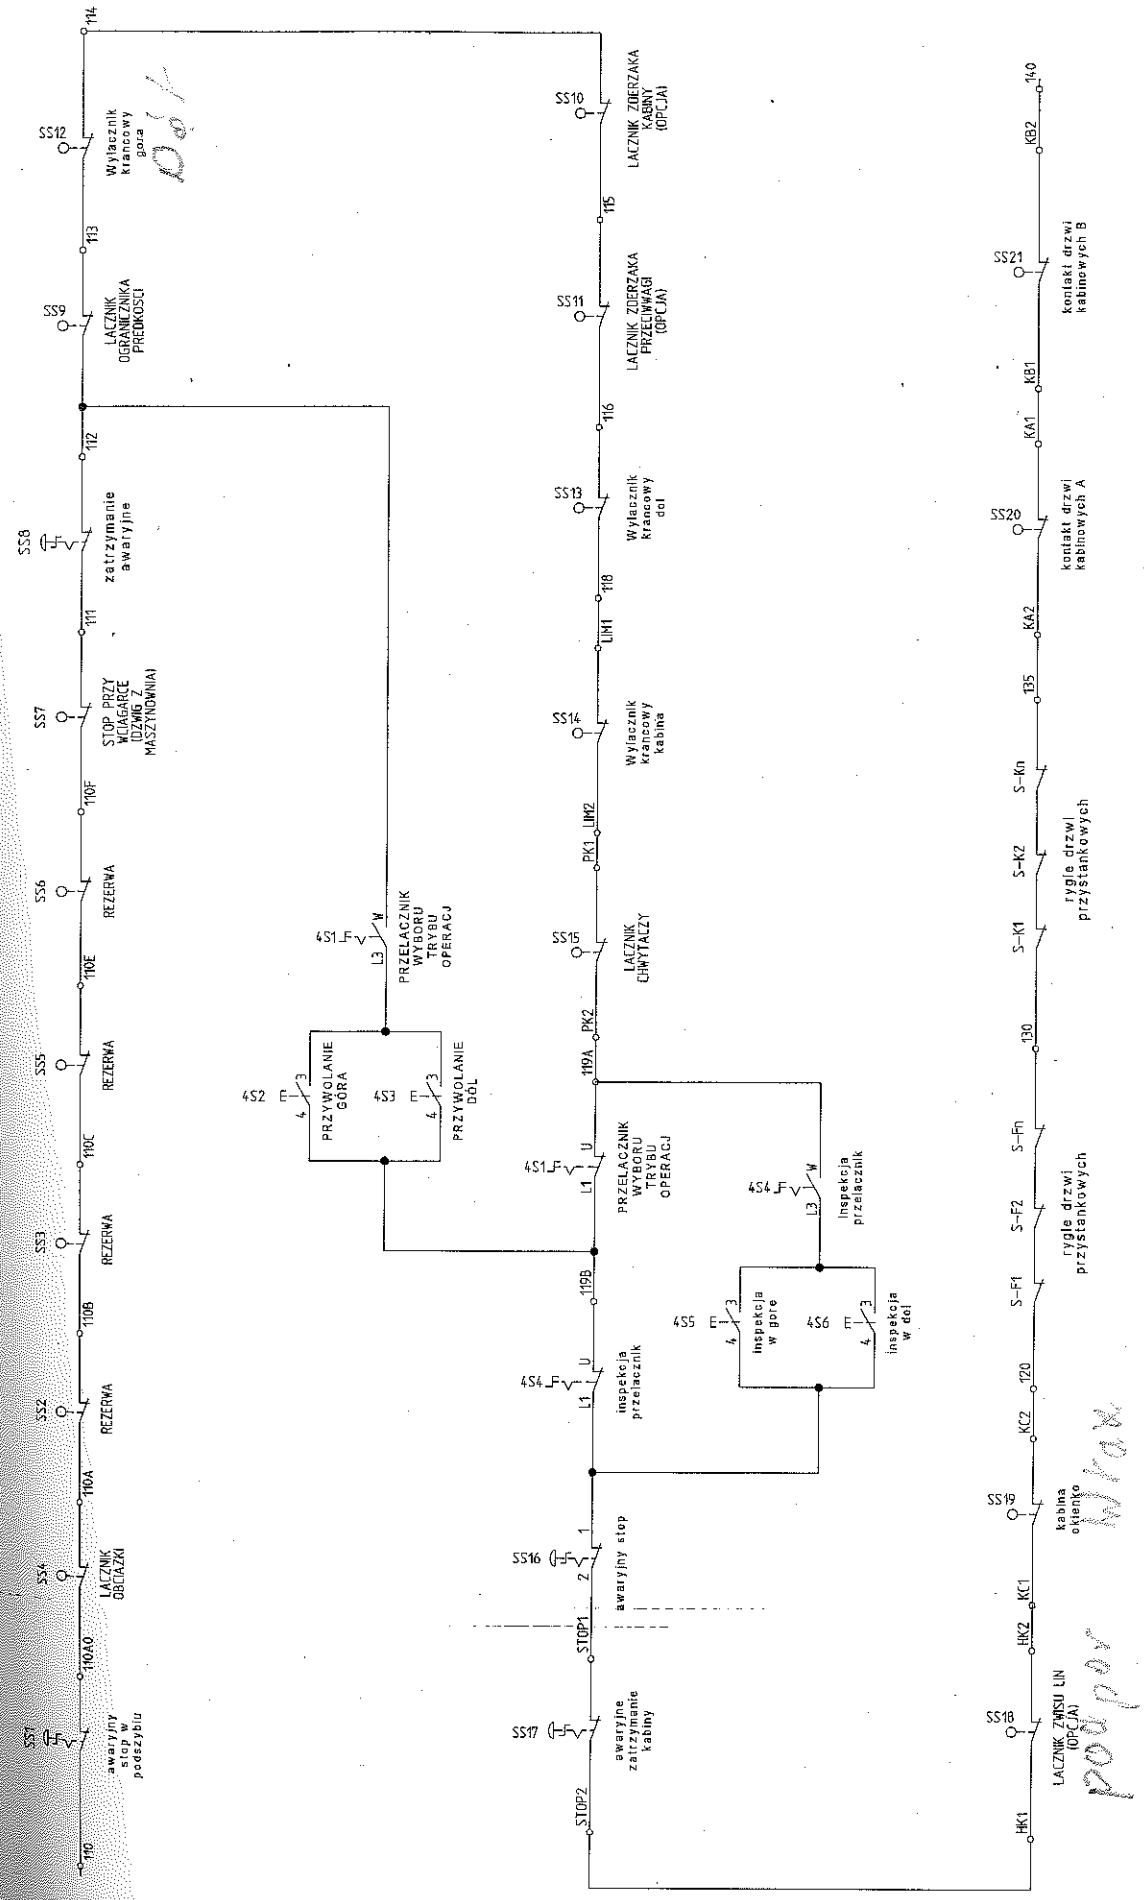 110
SS1
awaryjny
stop w
podszybiu
110A0
SS4
LACZNIK
OBCIAZKI
110A
SS2
REZERWA
110B
SS3
REZERWA
110C
SS5
REZERWA
110E
SS6
REZERWA
110F
SS7
STOP PRZY
WCIAGARCE
(DZWIG Z
MASZYNOWNIA)
111
SS8
zatrzymanie
awaryjne
112
SS9
LACZNIK
OGRANICZNIKA
PREDKOSCI
113
SS12
Wylacznik
krancowy
gora
114
4S2
E
4
3
PRZYWOLANIE
GÓRA
4S3
E
4
3
PRZYWOLANIE
DÓL
4S1
F
L3
W
PRZELACZNIK
WYBORU
TRYBU
OPERACJ
STOP2
SS17
awaryjne
zatrzymanie
kabiny
STOP1
SS16
2
1
awaryjny stop
4S4
F
L1
U
inspekcja
przelacznik
119B
4S1
F
L1
U
PRZELACZNIK
WYBORU
TRYBU
OPERACJ
119A
PK2
SS15
LACZNIK
CHWYTACZY
PK1
LIM2
SS14
Wylacznik
krancowy
kabina
LIM1
118
SS13
Wylacznik
krancowy
dol
116
SS11
LACZNIK ZDERZAKA
PRZECIWWAGI
(OPCJA)
115
SS10
LACZNIK ZDERZAKA
KABINY
(OPCJA)
4S5
E
4
3
inspekcja
w gore
4S6
E
4
3
inspekcja
w dol
4S4
F
L3
W
Inspekcja
przelacznik
HK1
SS18
LACZNIK ZWISU LIN
(OPCJA)
HK2
KC1
SS19
kabina
okienko
KC2
120
S-F1
S-F2
S-Fn
rygle drzwi
przystankowych
130
S-K1
S-K2
S-Kn
rygle drzwi
przystankowych
135
KA2
SS20
kontakt drzwi
kabinowych A
KA1
KB1
SS21
kontakt drzwi
kabinowych B
KB2
140